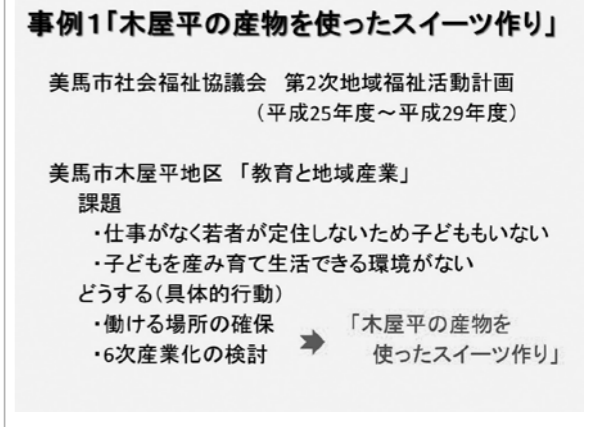 事例1「木屋平の産物を使ったスイーツ作り」
美馬市社会福祉協議会　第2次地域福祉活動計画
（平成25年度～平成29年度）
美馬市木屋平地区　「教育と地域産業」
課題
・仕事がなく若者が定住しないため子どももいない
・子どもを産み育て生活できる環境がない
どうする（具体的行動）
・働ける場所の確保
・6次産業化の検討
「木屋平の産物を
使ったスイーツ作り」